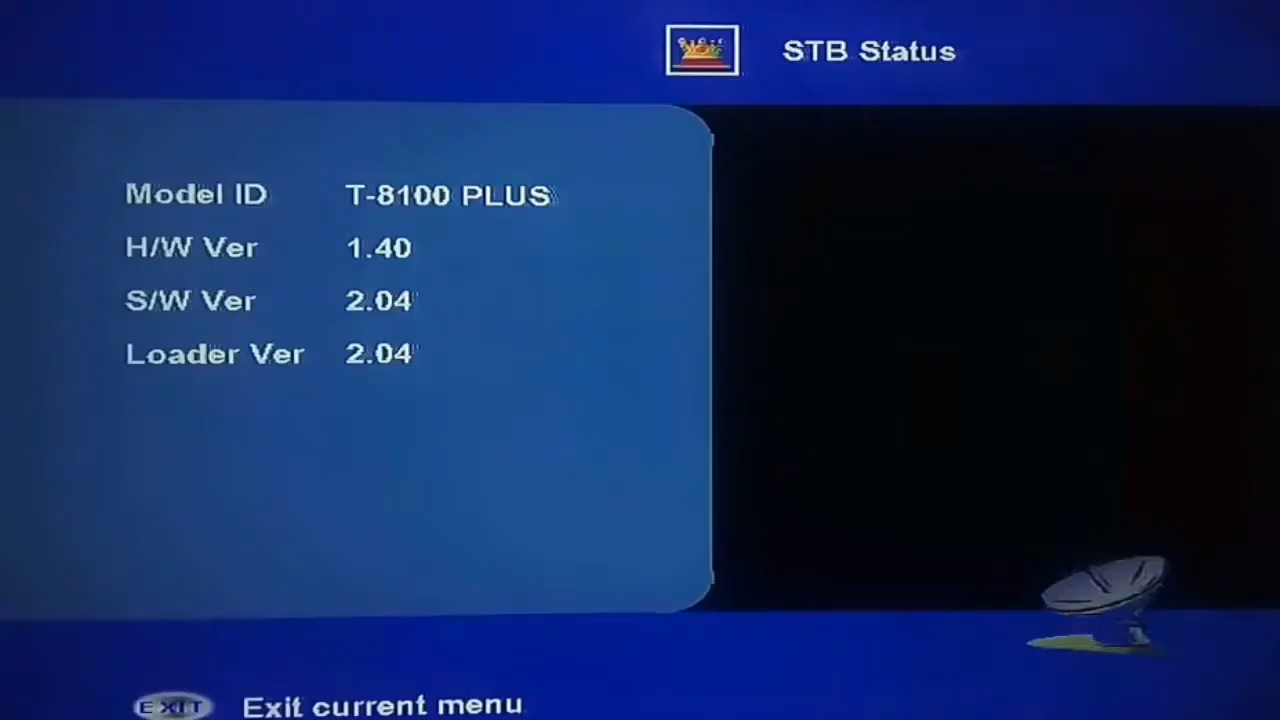 STB Status
Model ID T-8100 PLUS
H/W Ver 1.40
S/W Ver 2.04
Loader Ver 2.04
EXIT Exit current menu